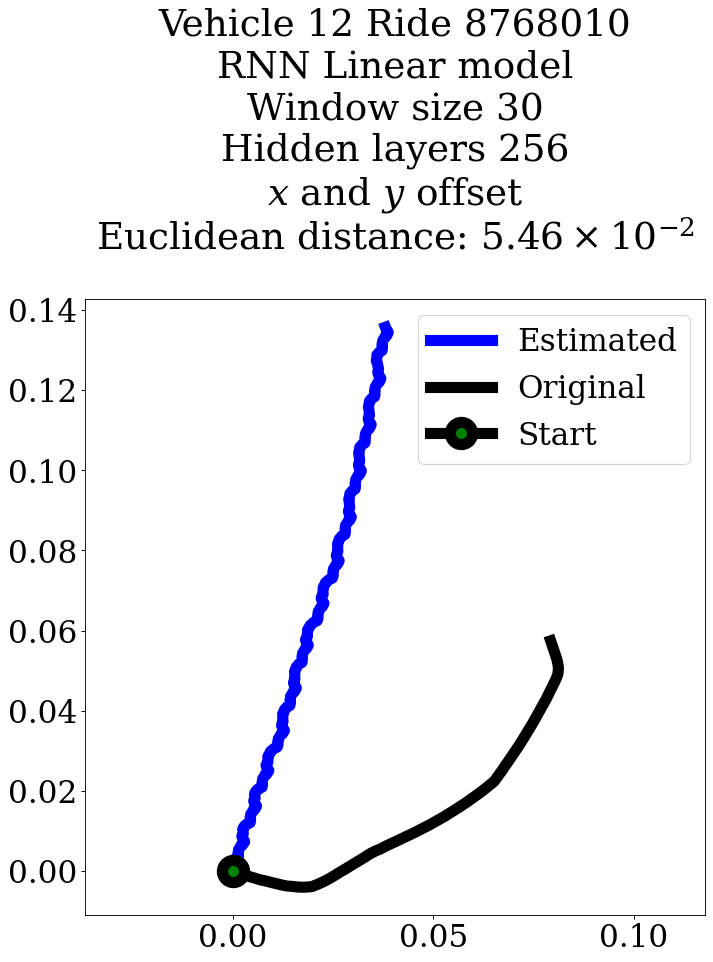 Vehicle 12 Ride 8768010
RNN Linear model
Window size 30
Hidden layers 256
x and y offset
Euclidean distance: 5.46 × 10⁻²
0.14
0.12
0.10
0.08
0.06
0.04
0.02
0.00
Estimated
Original
Start
0.00 0.05 0.10